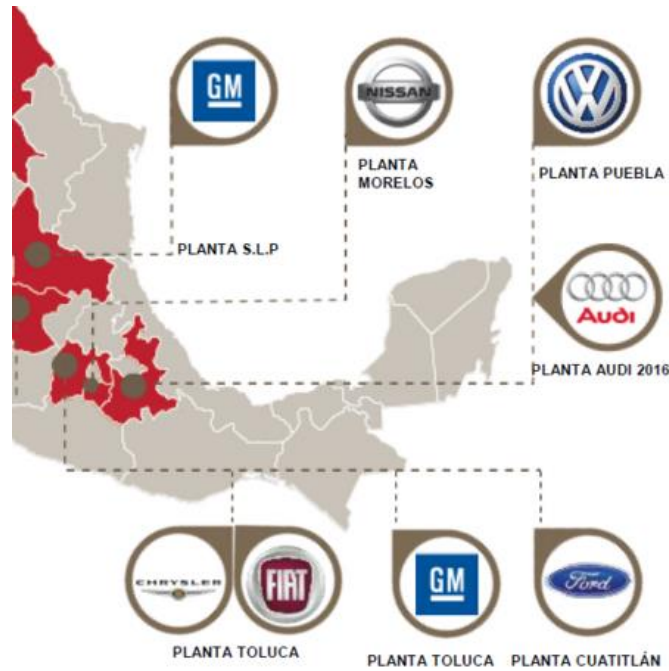 GM
NISSAN
PLANTA
MORELOS
PLANTA PUEBLA
PLANTA S.L.P
Audi
PLANTA AUDI 2016
CHRYSLER
FIAT
GM
Ford
PLANTA TOLUCA
PLANTA TOLUCA
PLANTA CUATITLÁN